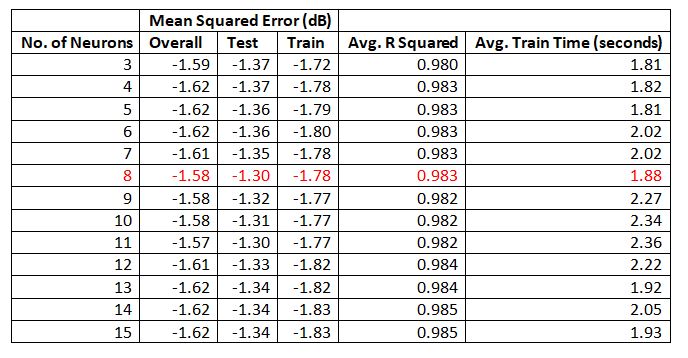 Mean Squared Error (dB)
No. of Neurons Overall Test Train Avg. R Squared Avg. Train Time (seconds)
3 -1.59 -1.37 -1.72 0.980 1.81
4 -1.62 -1.37 -1.78 0.983 1.82
5 -1.62 -1.36 -1.79 0.983 1.81
6 -1.62 -1.36 -1.80 0.983 2.02
7 -1.61 -1.35 -1.78 0.983 2.02
8 -1.58 -1.30 -1.78 0.983 1.88
9 -1.58 -1.32 -1.77 0.982 2.27
10 -1.58 -1.31 -1.77 0.982 2.34
11 -1.57 -1.30 -1.77 0.982 2.36
12 -1.61 -1.33 -1.82 0.984 2.22
13 -1.62 -1.34 -1.82 0.984 1.92
14 -1.62 -1.34 -1.83 0.985 2.05
15 -1.62 -1.34 -1.83 0.985 1.93